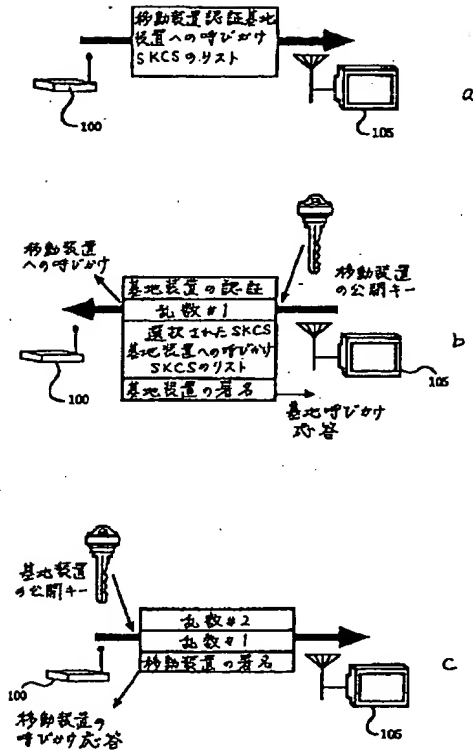 移動装置認証基地
装置への呼びかけ
SKCSのリスト
100
105
a
移動装置
への呼びかけ
移動装置
の公開キー
基地装置の認証
乱数#1
選択されたSKCS
基地装置への呼びかけ
SKCSのリスト
基地装置の署名
100
105
b
基地呼びかけ
応答
基地装置
の公開キー
乱数#2
乱数#1
移動装置の署名
100
105
c
移動装置の
呼びかけ応答